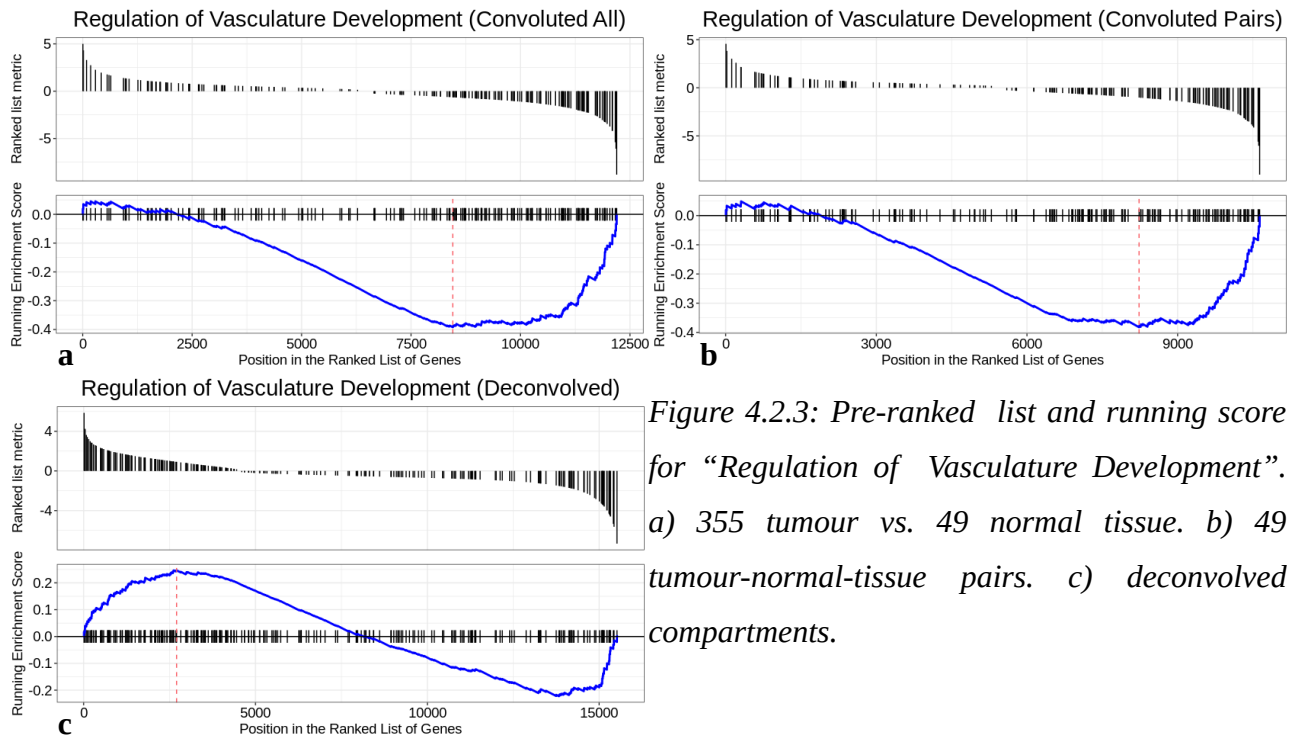 Regulation of Vasculature Development (Convoluted All)
Ranked list metric
5
0
-5
Running Enrichment Score
0.0
-0.1
-0.2
-0.3
-0.4
0 2500 5000 7500 10000 12500
Position in the Ranked List of Genes
a
Regulation of Vasculature Development (Convoluted Pairs)
Ranked list metric
5
0
-5
Running Enrichment Score
0.0
-0.1
-0.2
-0.3
-0.4
0 3000 6000 9000
Position in the Ranked List of Genes
b
Regulation of Vasculature Development (Deconvolved)
Ranked list metric
4
0
-4
Running Enrichment Score
0.2
0.1
0.0
-0.1
-0.2
0 5000 10000 15000
Position in the Ranked List of Genes
c
Figure 4.2.3: Pre-ranked list and running score
for “Regulation of Vasculature Development”.
a) 355 tumour vs. 49 normal tissue. b) 49
tumour-normal-tissue pairs. c) deconvolved
compartments.